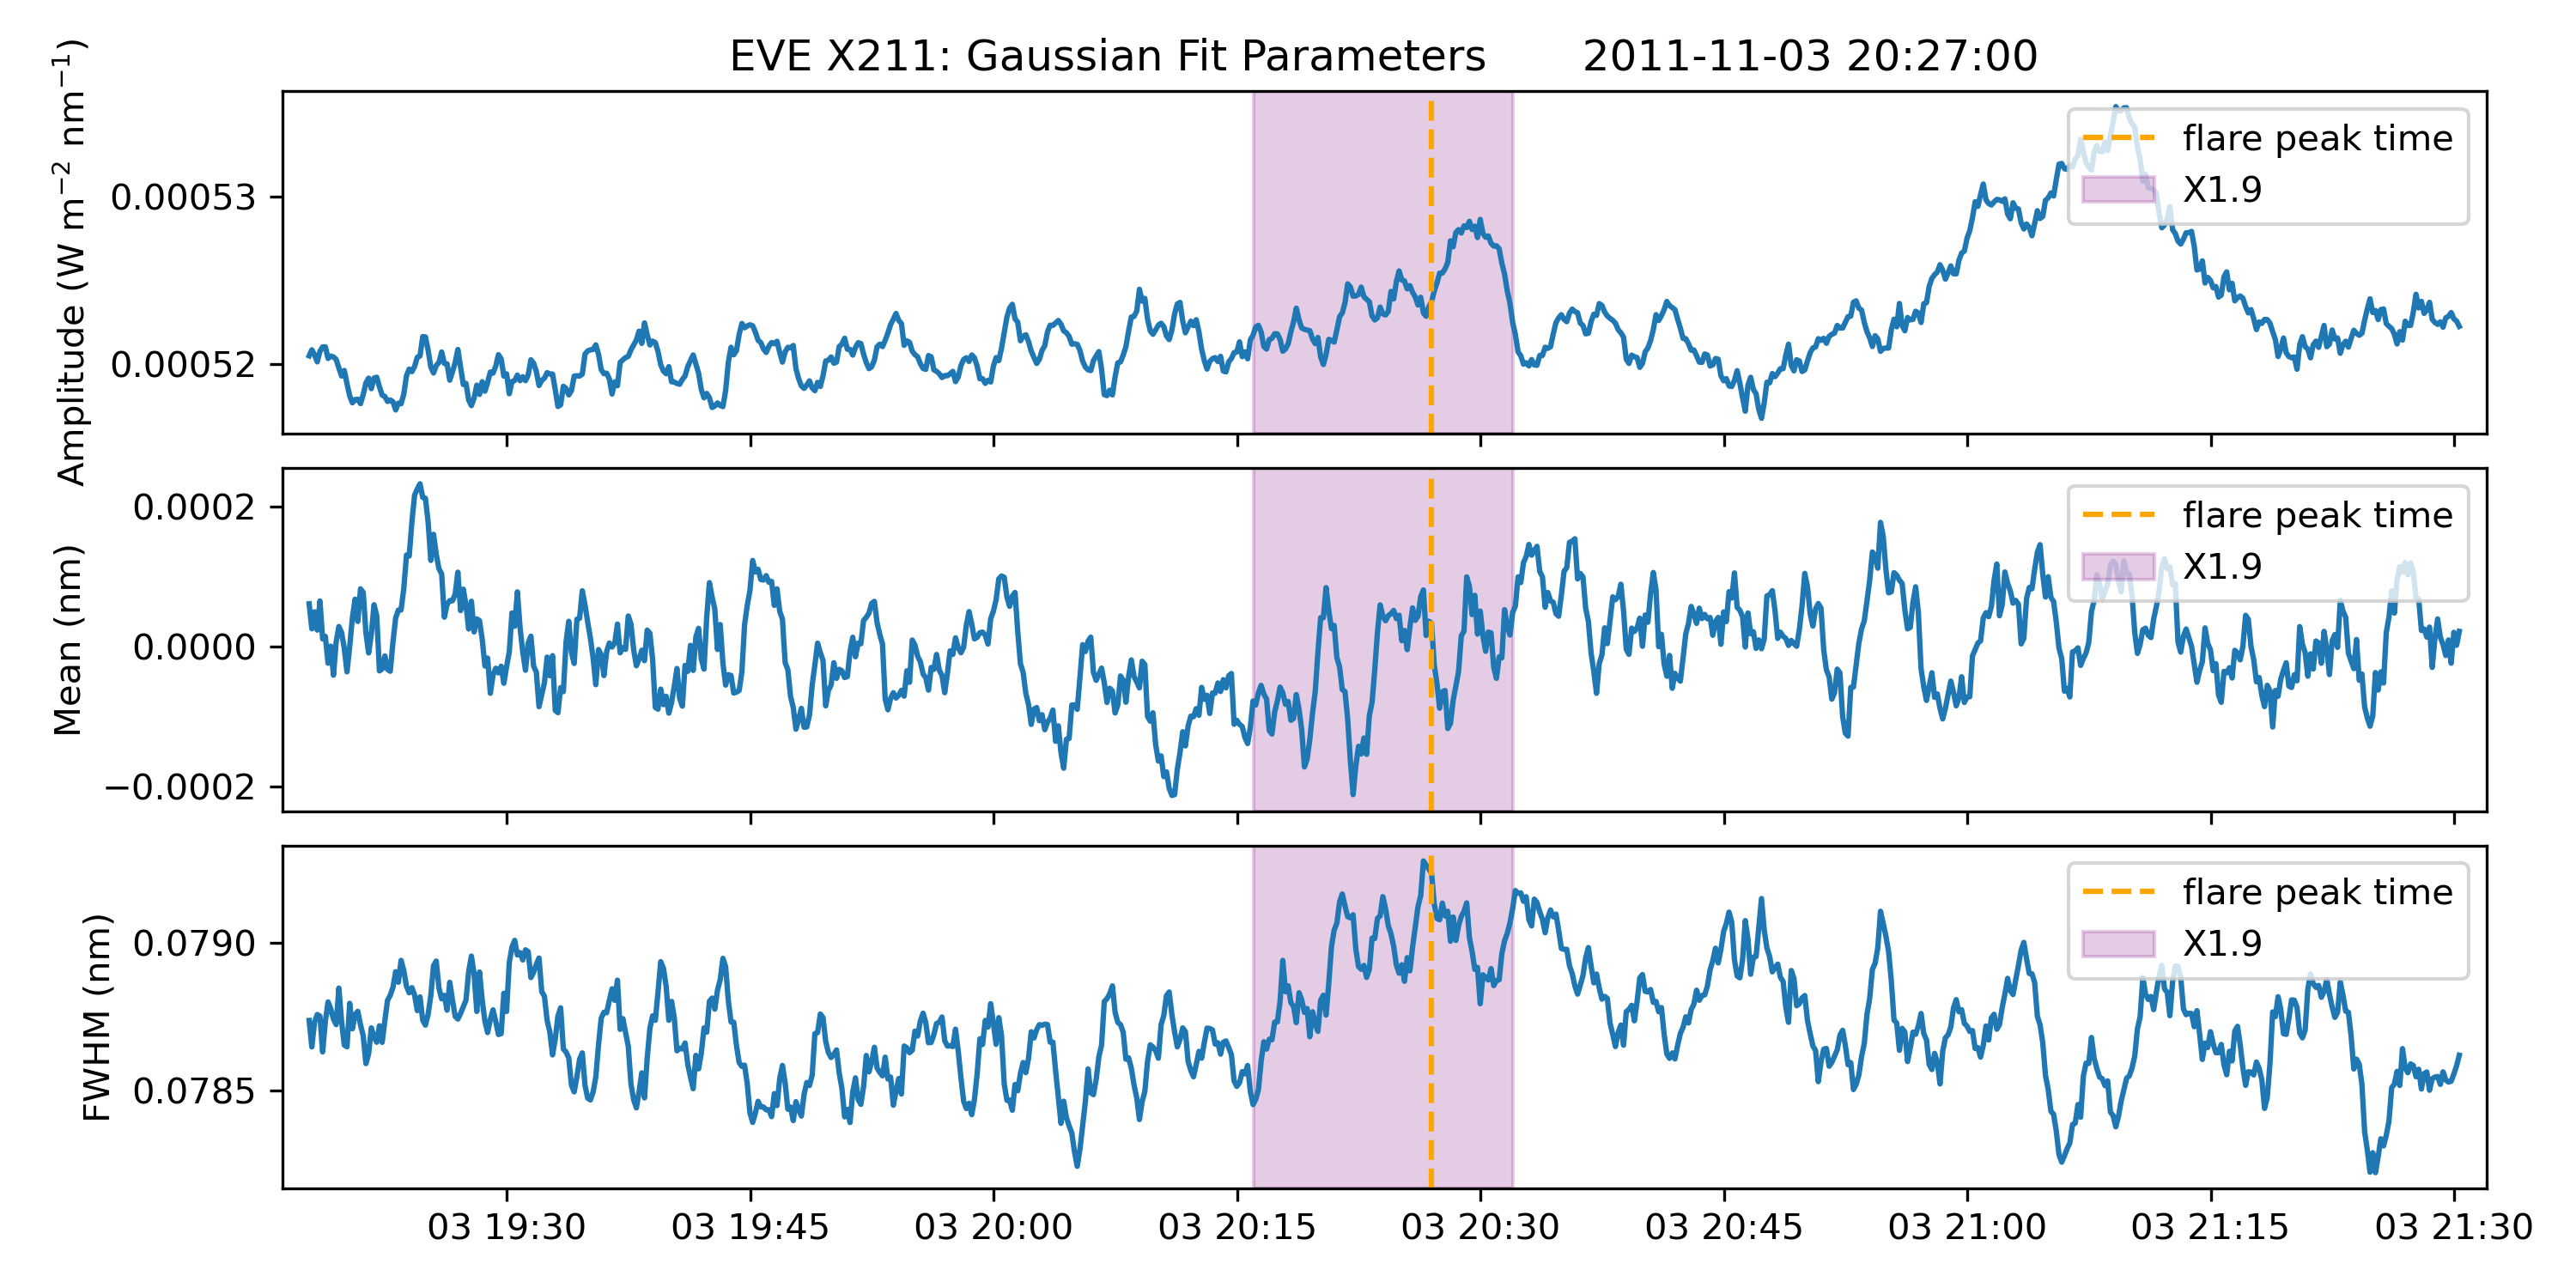 EVE X211: Gaussian Fit Parameters 2011-11-03 20:27:00
Amplitude (W m⁻² nm⁻¹)
0.00053
0.00052
flare peak time
X1.9
Mean (nm)
0.0002
0.0000
−0.0002
flare peak time
X1.9
FWHM (nm)
0.0790
0.0785
flare peak time
X1.9
03 19:30 03 19:45 03 20:00 03 20:15 03 20:30 03 20:45 03 21:00 03 21:15 03 21:30